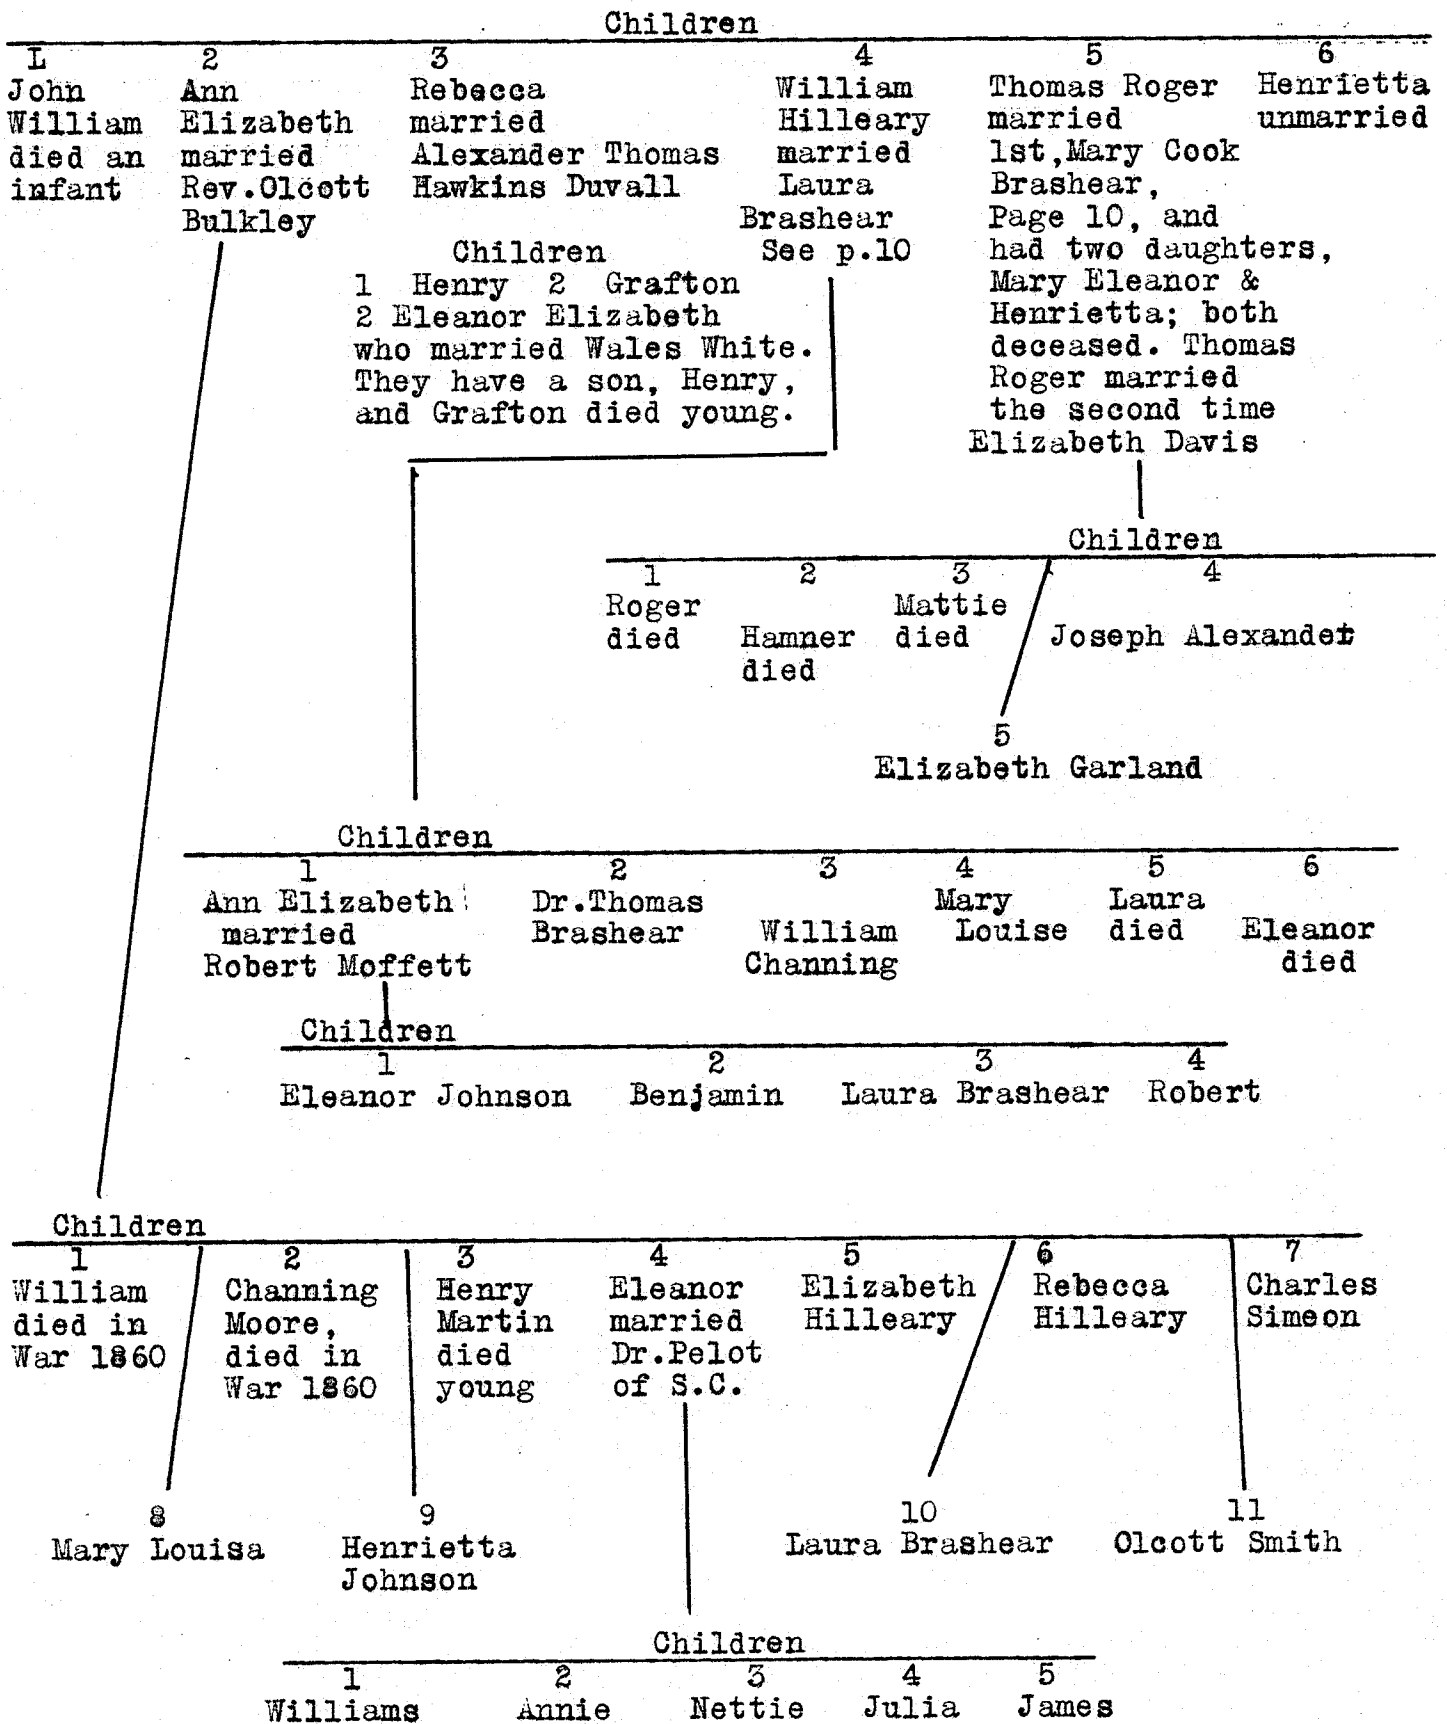 Children
L 2 3 4 5 6
John
William
died an
infant
Ann
Elizabeth
married
Rev.Olcott
Bulkley
Rebecca
married
Alexander Thomas
Hawkins Duvall
Children
1 Henry 2 Grafton
2 Eleanor Elizabeth
who married Wales White.
They have a son, Henry,
and Grafton died young.
William
Hilleary
married
Laura
Brashear
See p.10
Thomas Roger
married
1st,Mary Cook
Brashear,
Page 10, and
had two daughters,
Mary Eleanor &
Henrietta; both
deceased. Thomas
Roger married
the second time
Elizabeth Davis
Henrietta
unmarried
Children
1 2 3 4
Roger
died
Hamner
died
Mattie
died
Joseph Alexander
5
Elizabeth Garland
Children
1 2 3 4 5 6
Ann Elizabeth
married
Robert Moffett
Dr.Thomas
Brashear
William
Channing
Mary
Louise
Laura
died
Eleanor
died
Children
1 2 3 4
Eleanor Johnson Benjamin Laura Brashear Robert
Children
1 2 3 4 5 6 7
William
died in
War 1860
Channing
Moore,
died in
War 1860
Henry
Martin
died
young
Eleanor
married
Dr.Pelot
of S.C.
Elizabeth
Hilleary
Rebecca
Hilleary
Charles
Simeon
8
Mary Louisa
9
Henrietta
Johnson
10
Laura Brashear
11
Olcott Smith
Children
1 2 3 4 5
Williams Annie Nettie Julia James